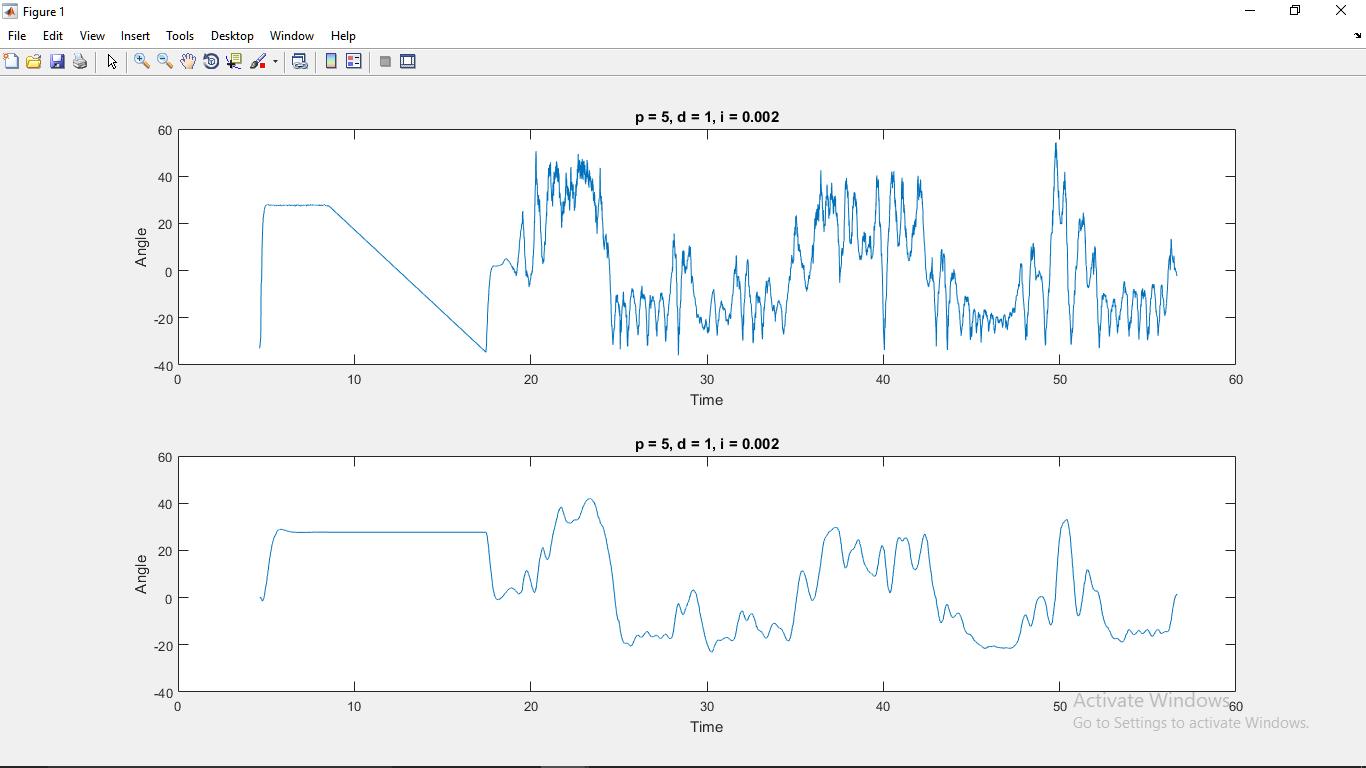 Figure 1
File Edit View Insert Tools Desktop Window Help
p = 5, d = 1, i = 0.002
60
40
20
0
-20
-40
Angle
0 10 20 30 40 50 60
Time
p = 5, d = 1, i = 0.002
60
40
20
0
-20
-40
Angle
0 10 20 30 40 50 60
Time
Activate Windows
Go to Settings to activate Windows.